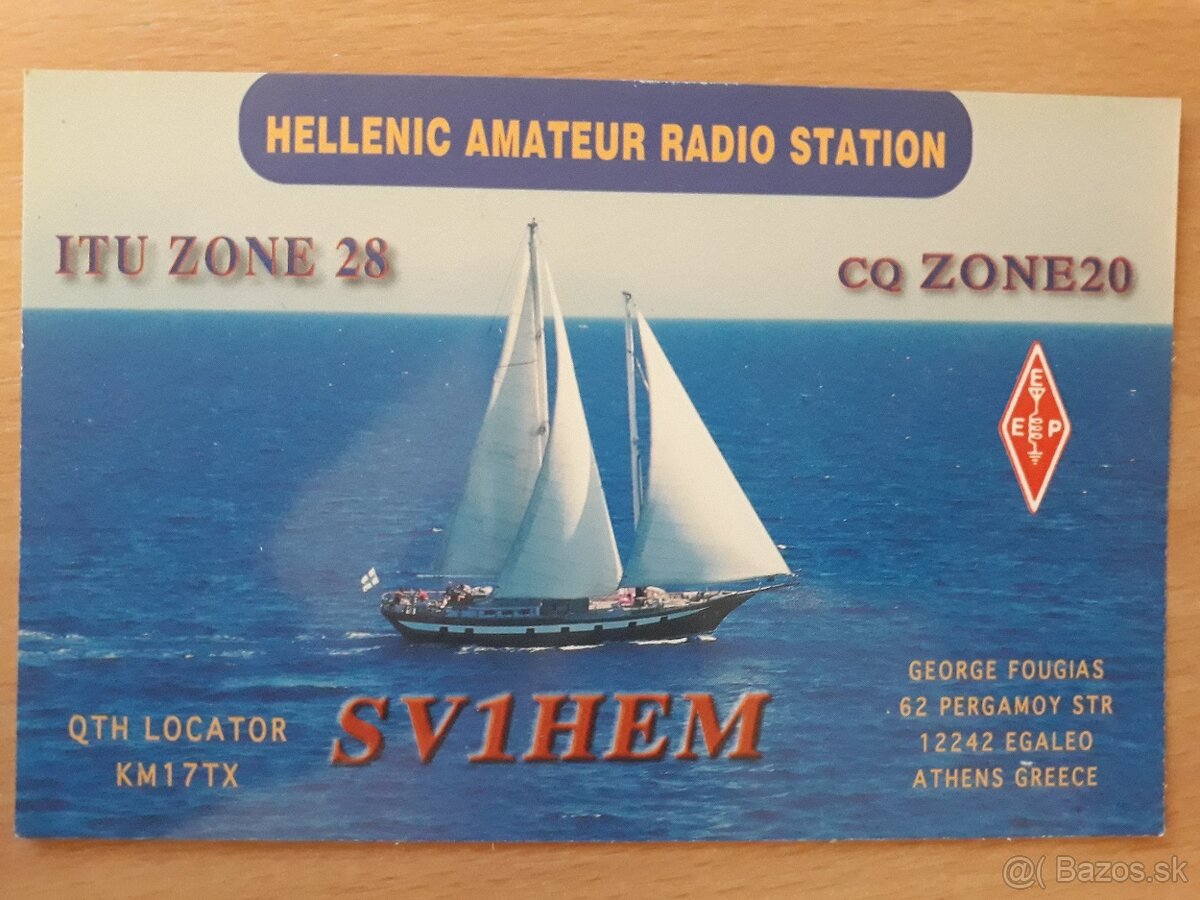 HELLENIC AMATEUR RADIO STATION
ITU ZONE 28
CQ ZONE20
E
E P
SV1HEM
QTH LOCATOR
KM17TX
GEORGE FOUGIAS
62 PERGAMOY STR
12242 EGALEO
ATHENS GREECE
@( Bazos.sk